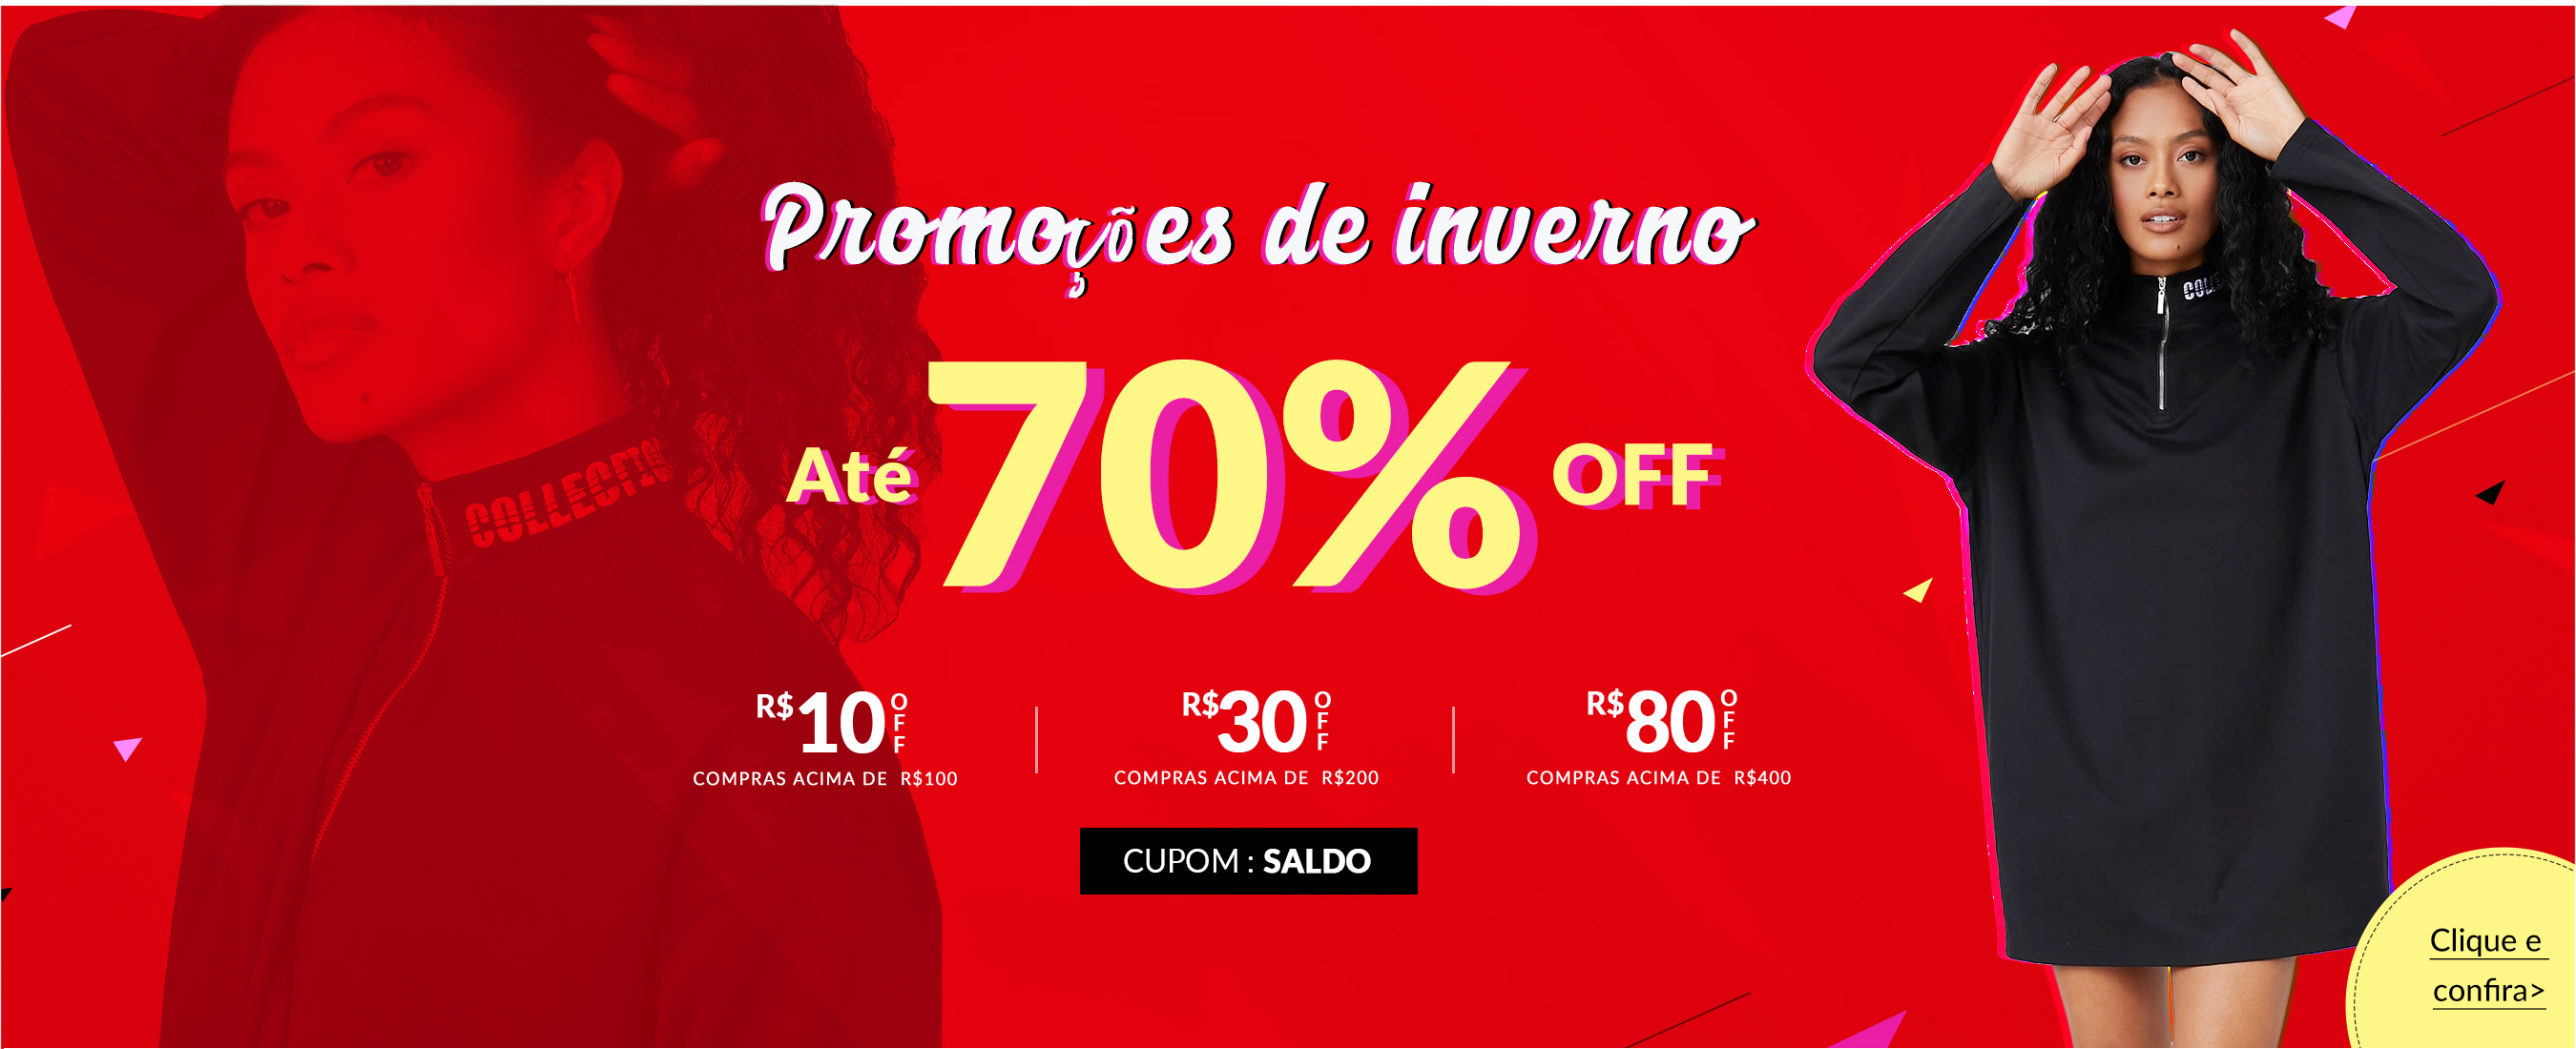 Promoções de inverno
Até 70% OFF
R$10 OFF
COMPRAS ACIMA DE R$100
R$30 OFF
COMPRAS ACIMA DE R$200
R$80 OFF
COMPRAS ACIMA DE R$400
CUPOM : SALDO
Clique e
confira>